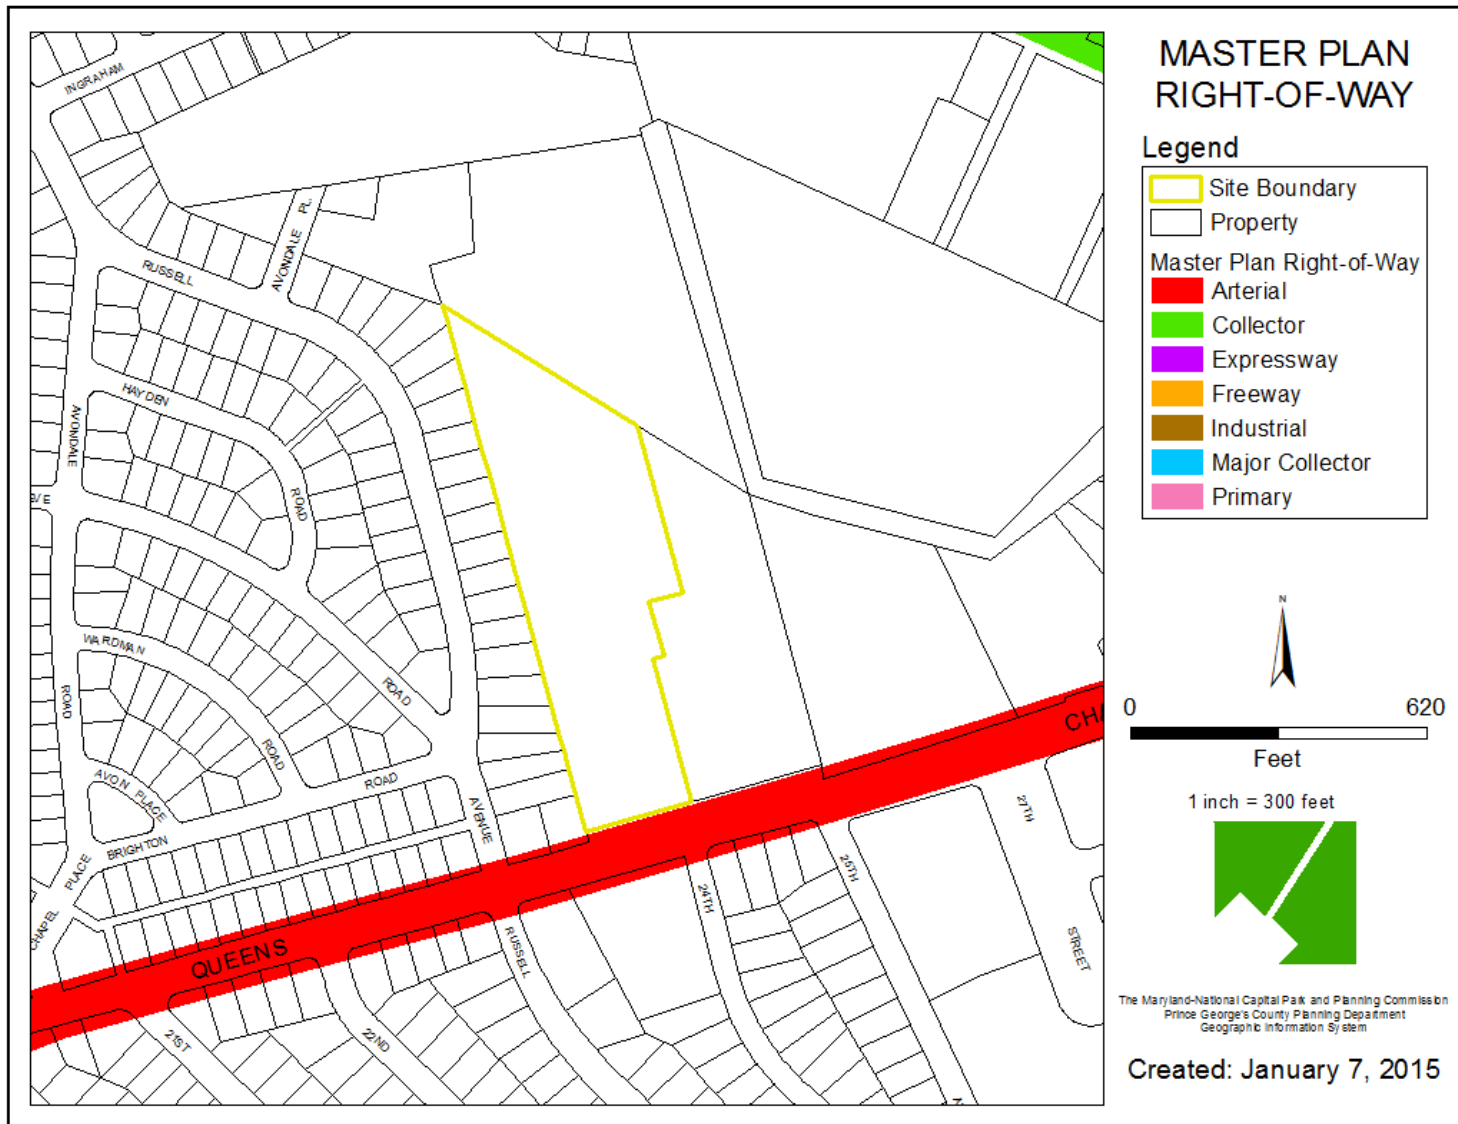 MASTER PLAN
RIGHT-OF-WAY
Legend
Site Boundary
Property
Master Plan Right-of-Way
Arterial
Collector
Expressway
Freeway
Industrial
Major Collector
Primary
N
0 620
Feet
1 inch = 300 feet
The Maryland-National Capital Park and Planning Commission
Prince George's County Planning Department
Geographic Information System
Created: January 7, 2015
INGRAHAM
AVONDALE PL.
RUSSELL
HAYDEN
AVONDALE
ROAD
WARDMAN
ROAD
ROAD
ROAD
AVON PLACE
ROAD
AVENUE
BRIGHTON
PLACE
CHAPEL
QUEENS
RUSSELL
24TH
25TH
27TH
STREET
21ST
22ND